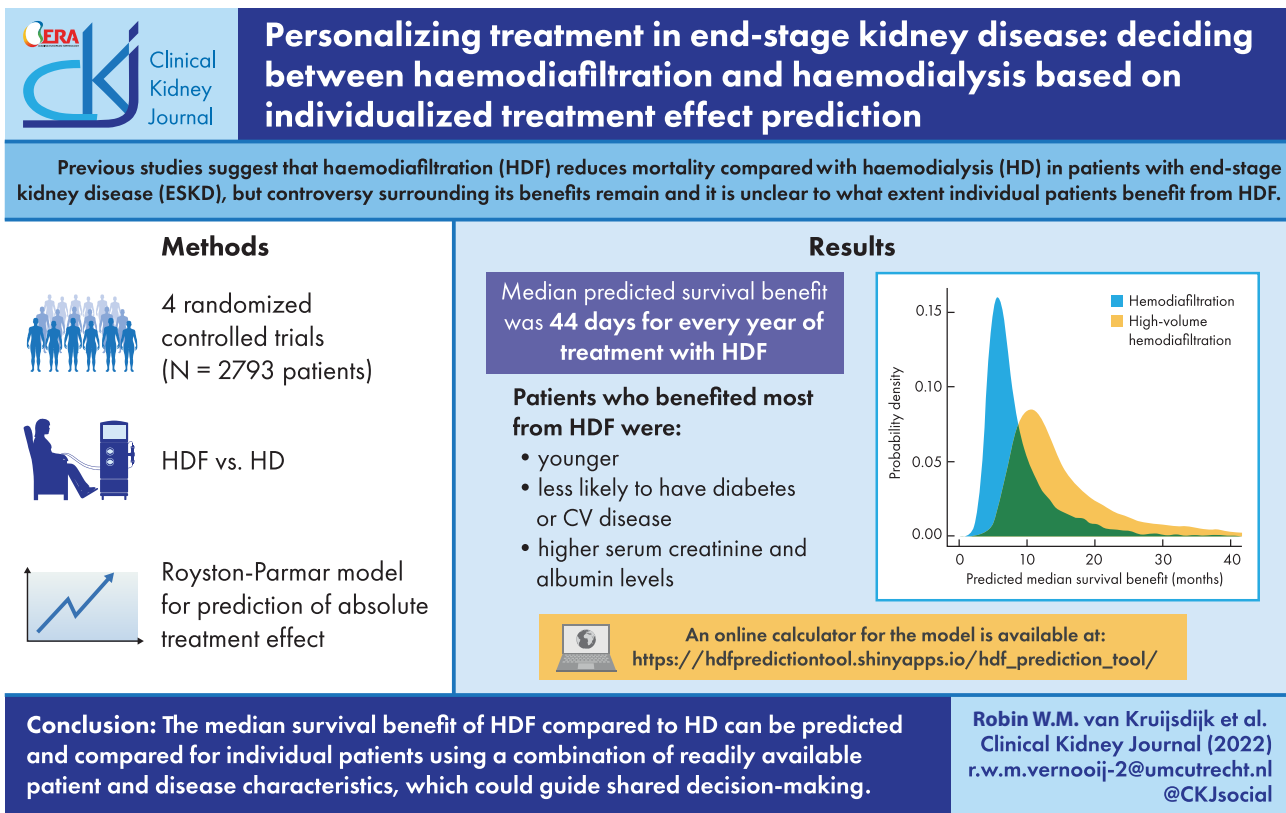 ERA
Clinical
Kidney
Journal
Personalizing treatment in end-stage kidney disease: deciding
between haemodiafiltration and haemodialysis based on
individualized treatment effect prediction
Previous studies suggest that haemodiafiltration (HDF) reduces mortality compared with haemodialysis (HD) in patients with end-stage
kidney disease (ESKD), but controversy surrounding its benefits remain and it is unclear to what extent individual patients benefit from HDF.
Methods
4 randomized
controlled trials
(N = 2793 patients)
HDF vs. HD
Royston-Parmar model
for prediction of absolute
treatment effect
Results
Median predicted survival benefit
was 44 days for every year of
treatment with HDF
Patients who benefited most
from HDF were:
• younger
• less likely to have diabetes
or CV disease
• higher serum creatinine and
albumin levels
Hemodiafiltration
High-volume
hemodiafiltration
Probability density
0.15
0.10
0.05
0.00
0 10 20 30 40
Predicted median survival benefit (months)
An online calculator for the model is available at:
https://hdfpredictiontool.shinyapps.io/hdf_prediction_tool/
Conclusion: The median survival benefit of HDF compared to HD can be predicted
and compared for individual patients using a combination of readily available
patient and disease characteristics, which could guide shared decision-making.
Robin W.M. van Kruijsdijk et al.
Clinical Kidney Journal (2022)
r.w.m.vernooij-2@umcutrecht.nl
@CKJsocial